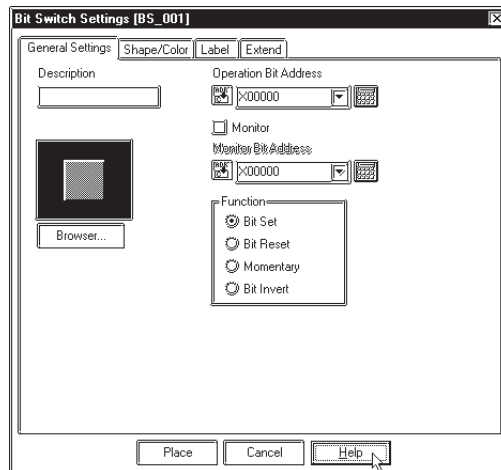 Bit Switch Settings [BS_001]
General Settings Shape/Color Label Extend
Description
Operation Bit Address
X00000
Monitor
Monitor Bit Address
X00000
Browser...
Function
Bit Set
Bit Reset
Momentary
Bit Invert
Place Cancel Help